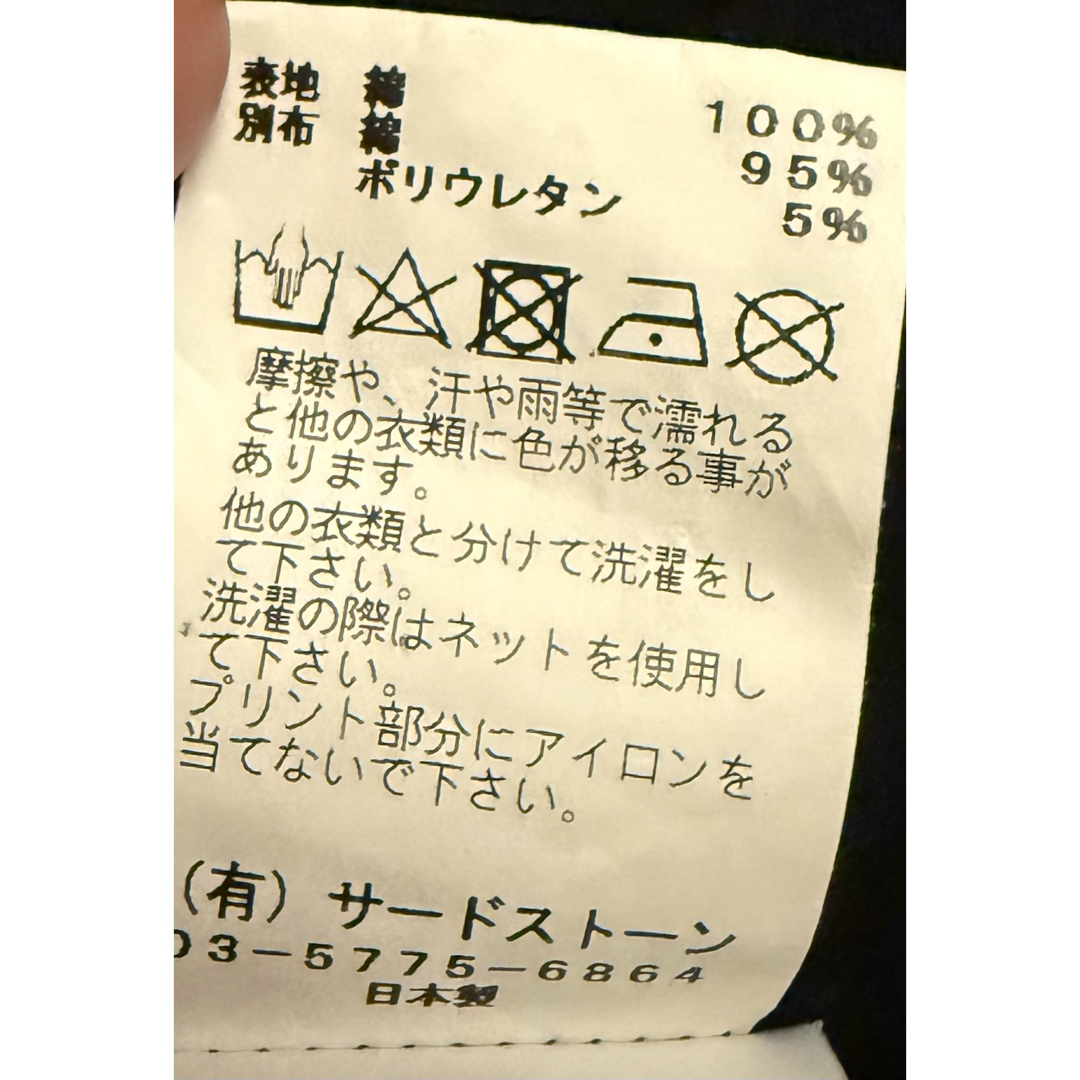 表地 綿 100%
別布 綿 95%
ポリウレタン 5%
摩擦や、汗や雨等で濡れる
と他の衣類に色が移る事が
あります。
他の衣類と分けて洗濯をし
て下さい。
洗濯の際はネットを使用し
て下さい。
プリント部分にアイロンを
当てないで下さい。
(有)サードストーン
03-5775-6864
日本製